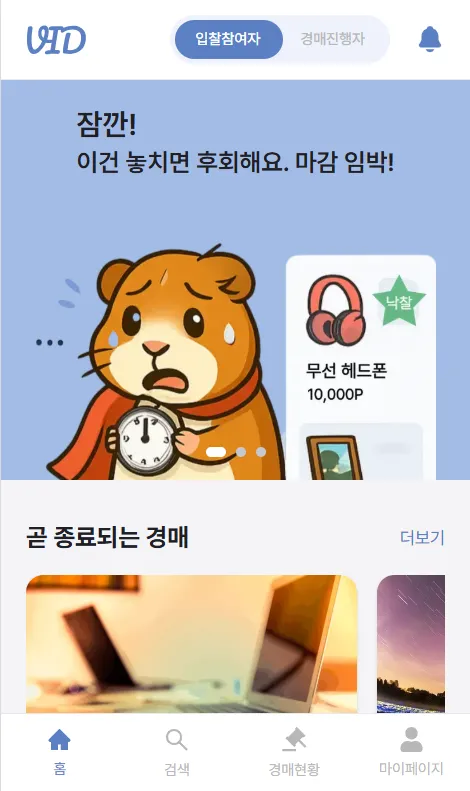 VID
입찰참여자
경매진행자
잠깐!
이건 놓치면 후회해요. 마감 임박!
낙찰
무선 헤드폰
10,000P
곧 종료되는 경매
더보기
홈
검색
경매현황
마이페이지